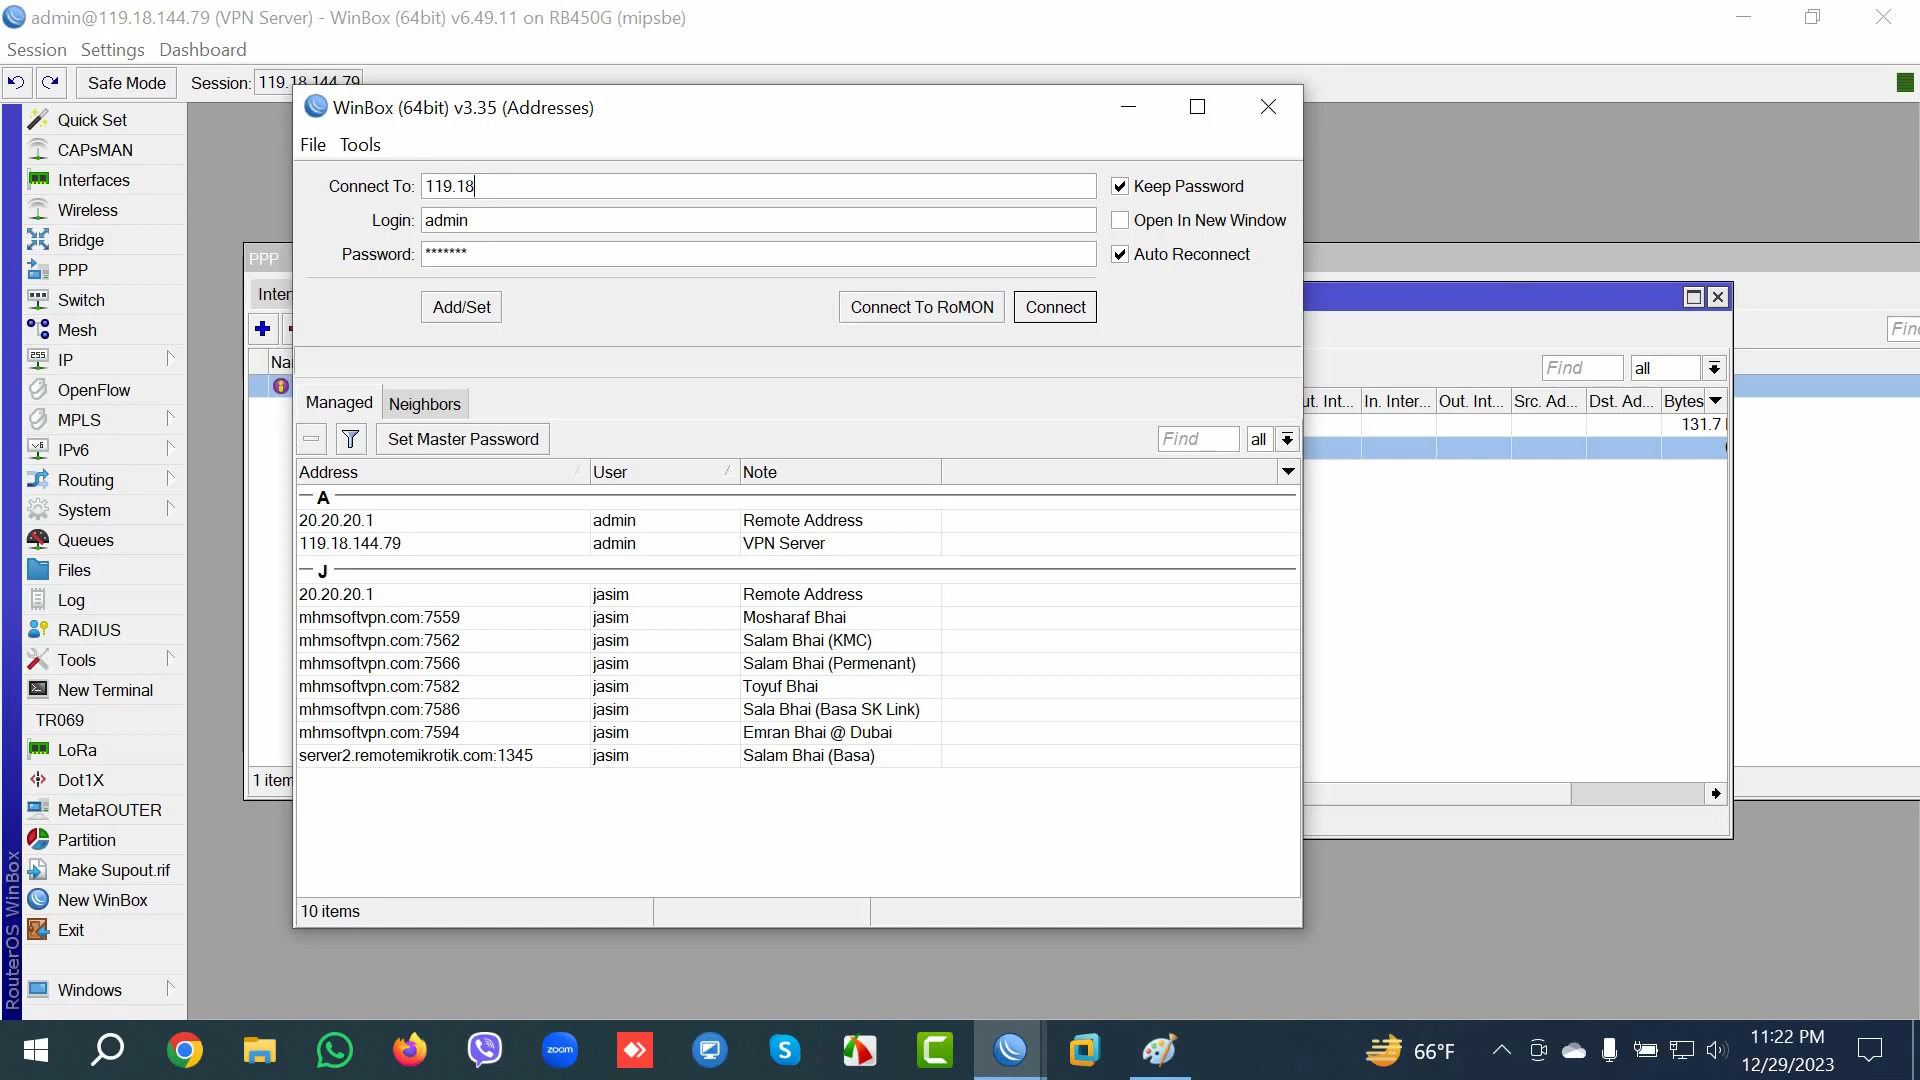 admin@119.18.144.79 (VPN Server) - WinBox (64bit) v6.49.11 on RB450G (mipsbe)
Session Settings Dashboard
Safe Mode Session: 119.18.144.79
Quick Set
CAPsMAN
Interfaces
Wireless
Bridge
PPP
Switch
Mesh
IP
OpenFlow
MPLS
IPv6
Routing
System
Queues
Files
Log
RADIUS
Tools
New Terminal
TR069
LoRa
Dot1X
MetaROUTER
Partition
Make Supout.rif
New WinBox
Exit
Windows
RouterOS WinBox
PPP
Inter
Na
1 item
WinBox (64bit) v3.35 (Addresses)
File Tools
Connect To: 119.18 Keep Password
Login: admin Open In New Window
Password: ******* Auto Reconnect
Add/Set Connect To RoMON Connect
Managed Neighbors
Set Master Password Find all
Address User Note
A
20.20.20.1 admin Remote Address
119.18.144.79 admin VPN Server
J
20.20.20.1 jasim Remote Address
mhmsoftvpn.com:7559 jasim Mosharaf Bhai
mhmsoftvpn.com:7562 jasim Salam Bhai (KMC)
mhmsoftvpn.com:7566 jasim Salam Bhai (Permenant)
mhmsoftvpn.com:7582 jasim Toyuf Bhai
mhmsoftvpn.com:7586 jasim Sala Bhai (Basa SK Link)
mhmsoftvpn.com:7594 jasim Emran Bhai @ Dubai
server2.remotemikrotik.com:1345 jasim Salam Bhai (Basa)
10 items
Find
Find all
ut. Int... In. Inter... Out. Int... Src. Ad... Dst. Ad... Bytes
131.7
zoom
66°F
11:22 PM
12/29/2023